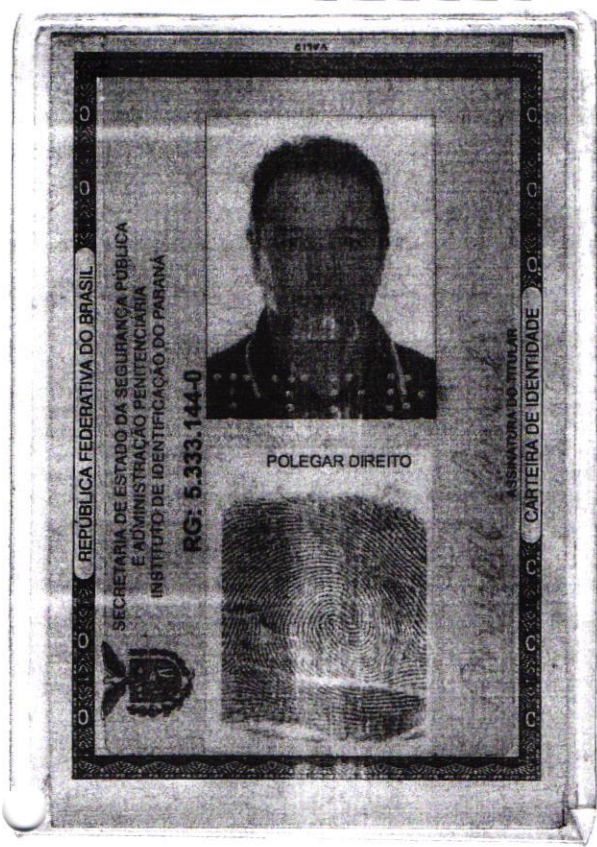 REPÚBLICA FEDERATIVA DO BRASIL
SECRETARIA DE ESTADO DA SEGURANÇA PÚBLICA
E ADMINISTRAÇÃO PENITENCIÁRIA
INSTITUTO DE IDENTIFICAÇÃO DO PARANÁ
RG: 5.333.144-0
POLEGAR DIREITO
ASSINATURA DO TITULAR
CARTEIRA DE IDENTIDADE